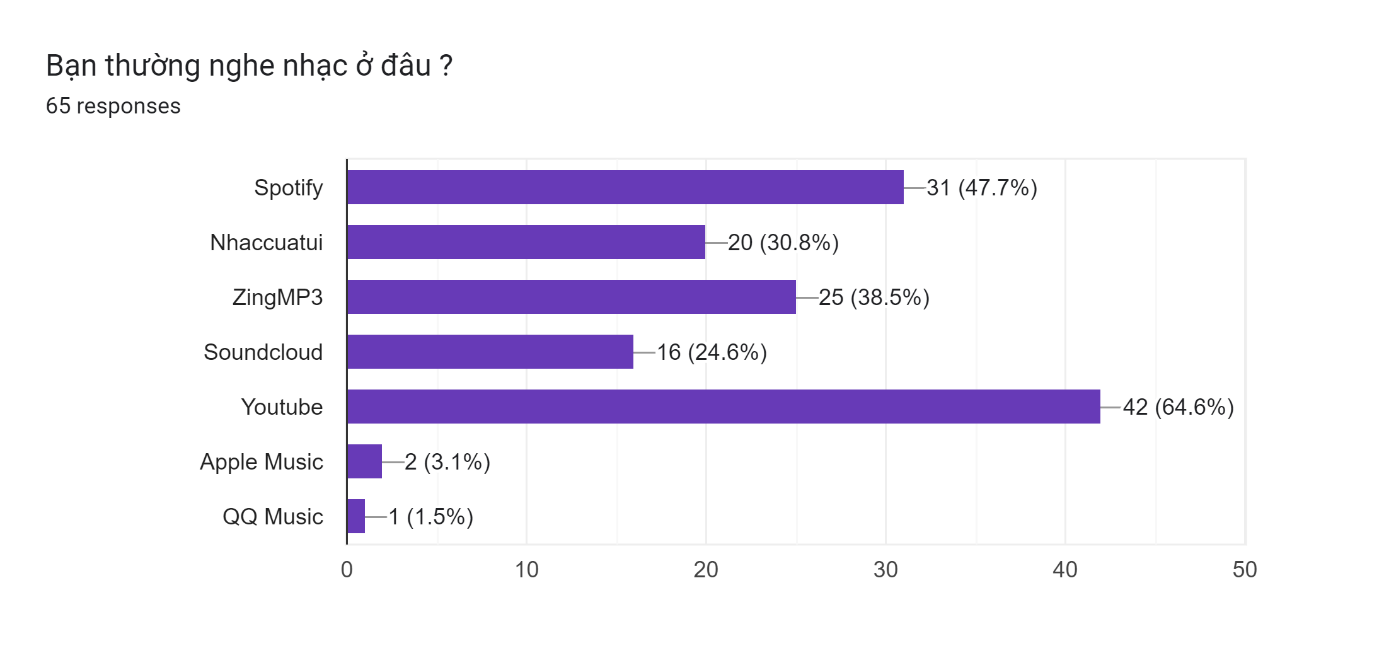 Bạn thường nghe nhạc ở đâu ?
65 responses
Spotify 31 (47.7%)
Nhaccuatui 20 (30.8%)
ZingMP3 25 (38.5%)
Soundcloud 16 (24.6%)
Youtube 42 (64.6%)
Apple Music 2 (3.1%)
QQ Music 1 (1.5%)
0 10 20 30 40 50